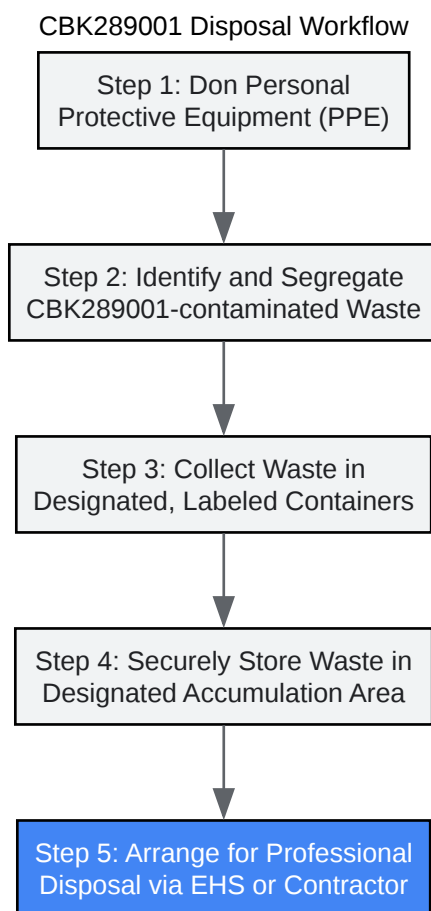 CBK289001 Disposal Workflow
Step 1: Don Personal
Protective Equipment (PPE)
Step 2: Identify and Segregate
CBK289001-contaminated Waste
Step 3: Collect Waste in
Designated, Labeled Containers
Step 4: Securely Store Waste in
Designated Accumulation Area
Step 5: Arrange for Professional
Disposal via EHS or Contractor